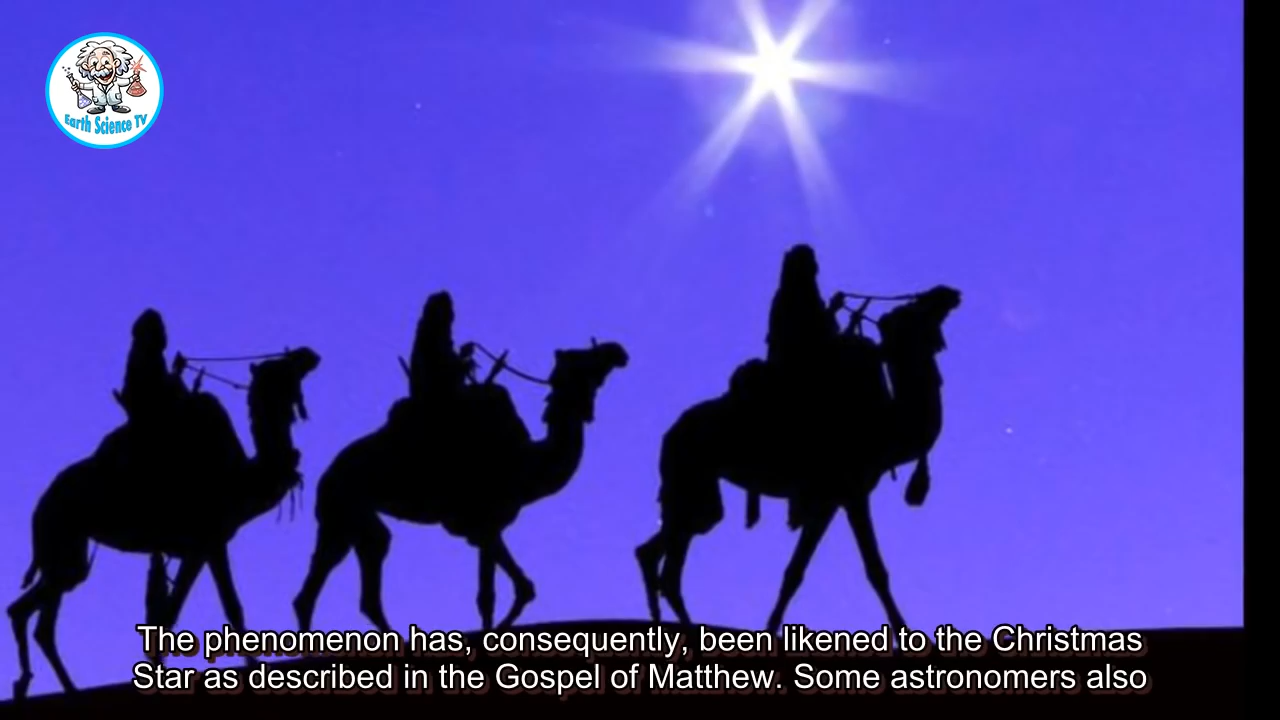 Earth Science TV
The phenomenon has, consequently, been likened to the Christmas
Star as described in the Gospel of Matthew. Some astronomers also